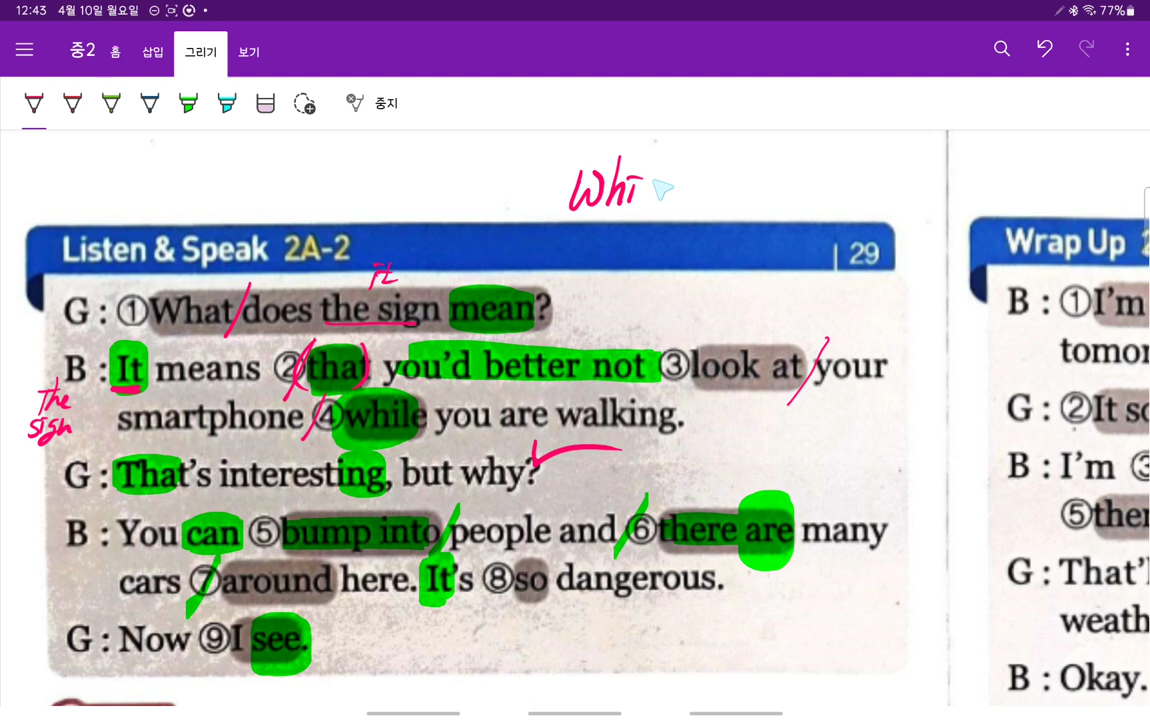 12:43 4월 10일 월요일 77%
중2 홈 삽입 그리기 보기
중지
Whi
Listen & Speak 2A-2 | 29
It
G : ①What does the sign mean?
B : It means ②(that) you'd better not ③look at your
The sign
smartphone ④while you are walking.
G : That's interesting, but why?
B : You can ⑤bump into people and ⑥there are many
cars ⑦around here. It's ⑧so dangerous.
G : Now ⑨I see.
Wrap Up
B : ①I'm
tomor
G : ②It so
B : I'm ③
⑤ther
G : That'
weath
B : Okay.